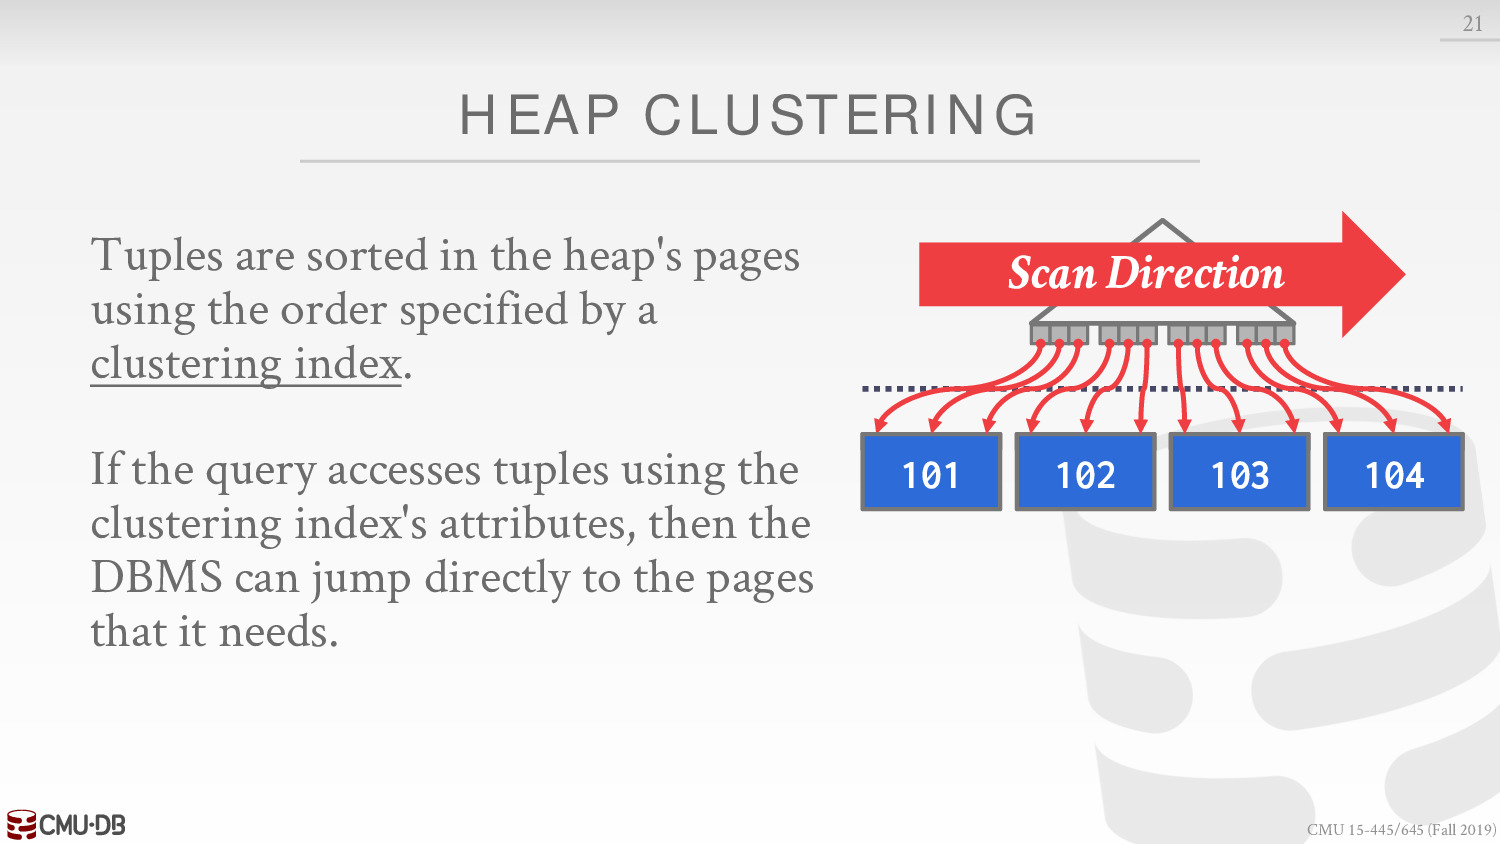 21
HEAP CLUSTERING
Tuples are sorted in the heap's pages
using the order specified by a
clustering index.
If the query accesses tuples using the
clustering index's attributes, then the
DBMS can jump directly to the pages
that it needs.
Scan Direction
101 102 103 104
CMU·DB
CMU 15-445/645 (Fall 2019)